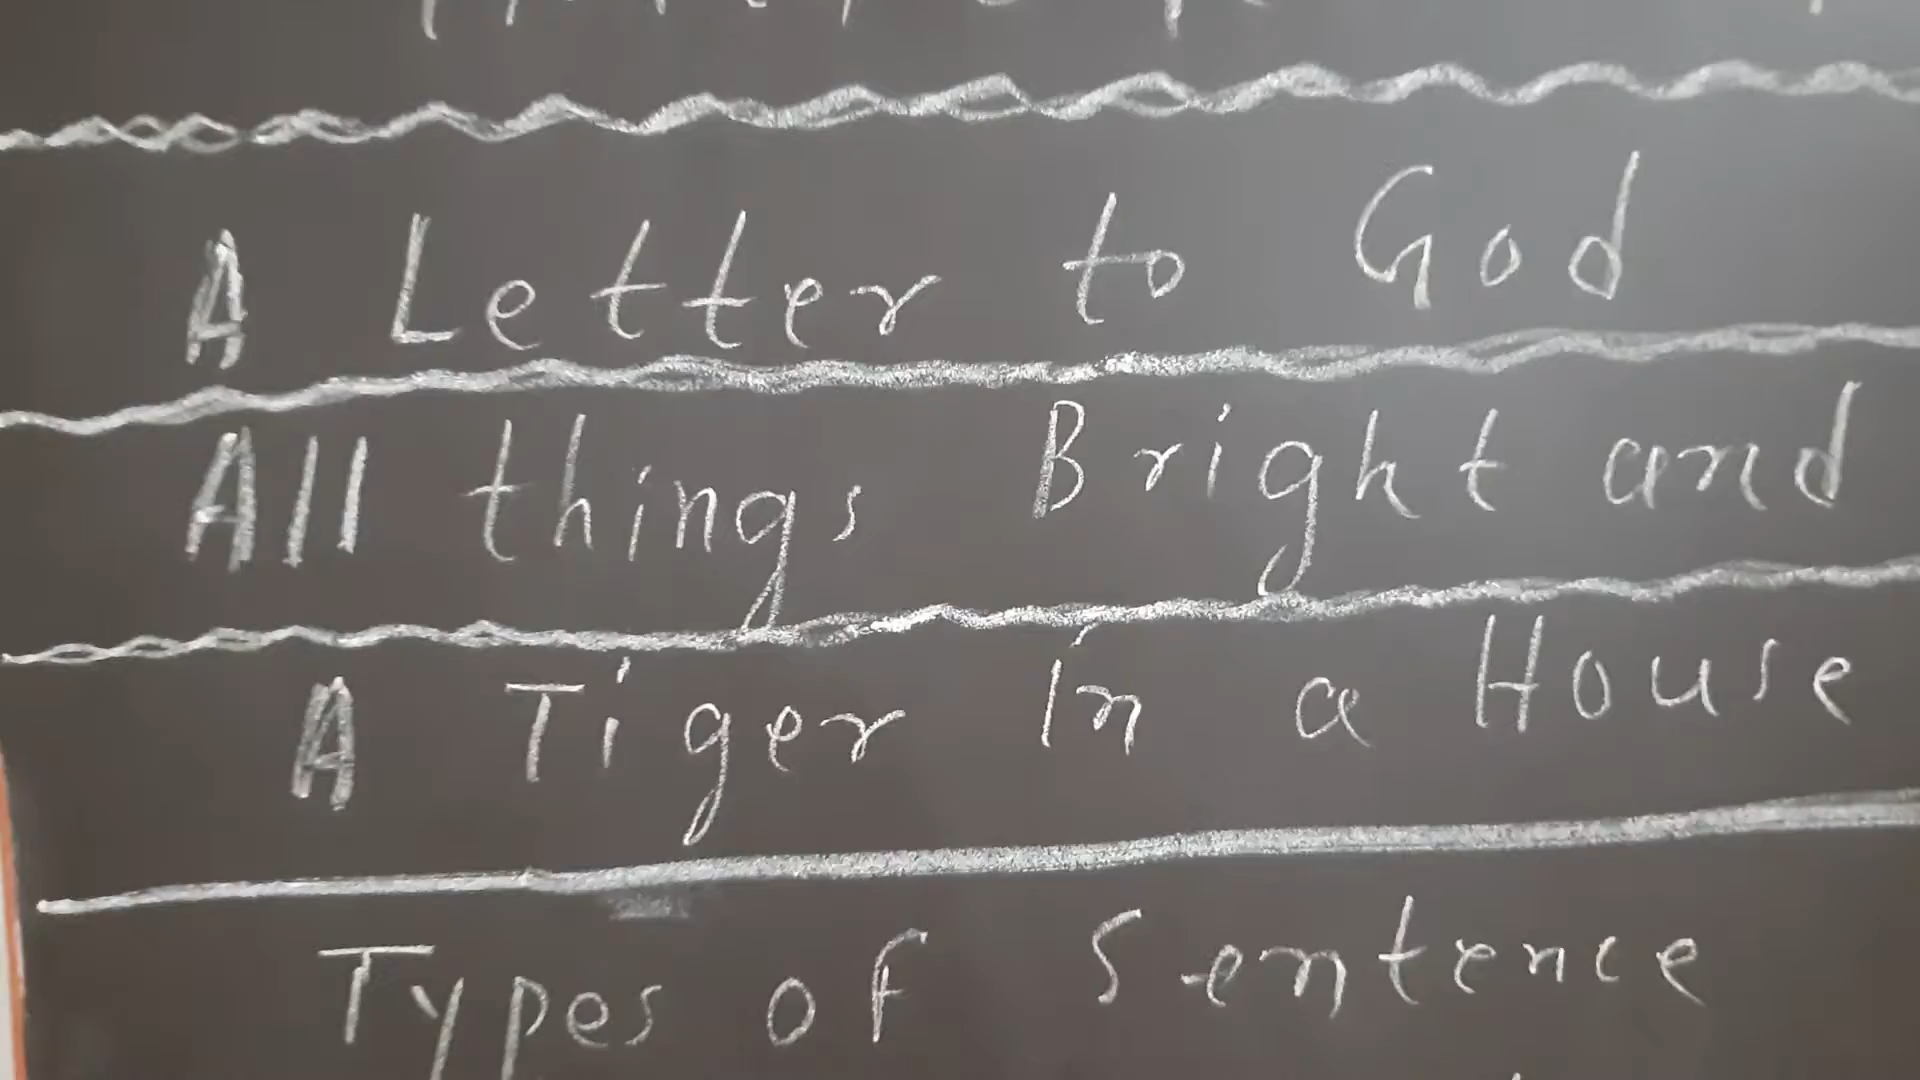 A Letter to God
All things Bright and
A Tiger in a House
Types of Sentence